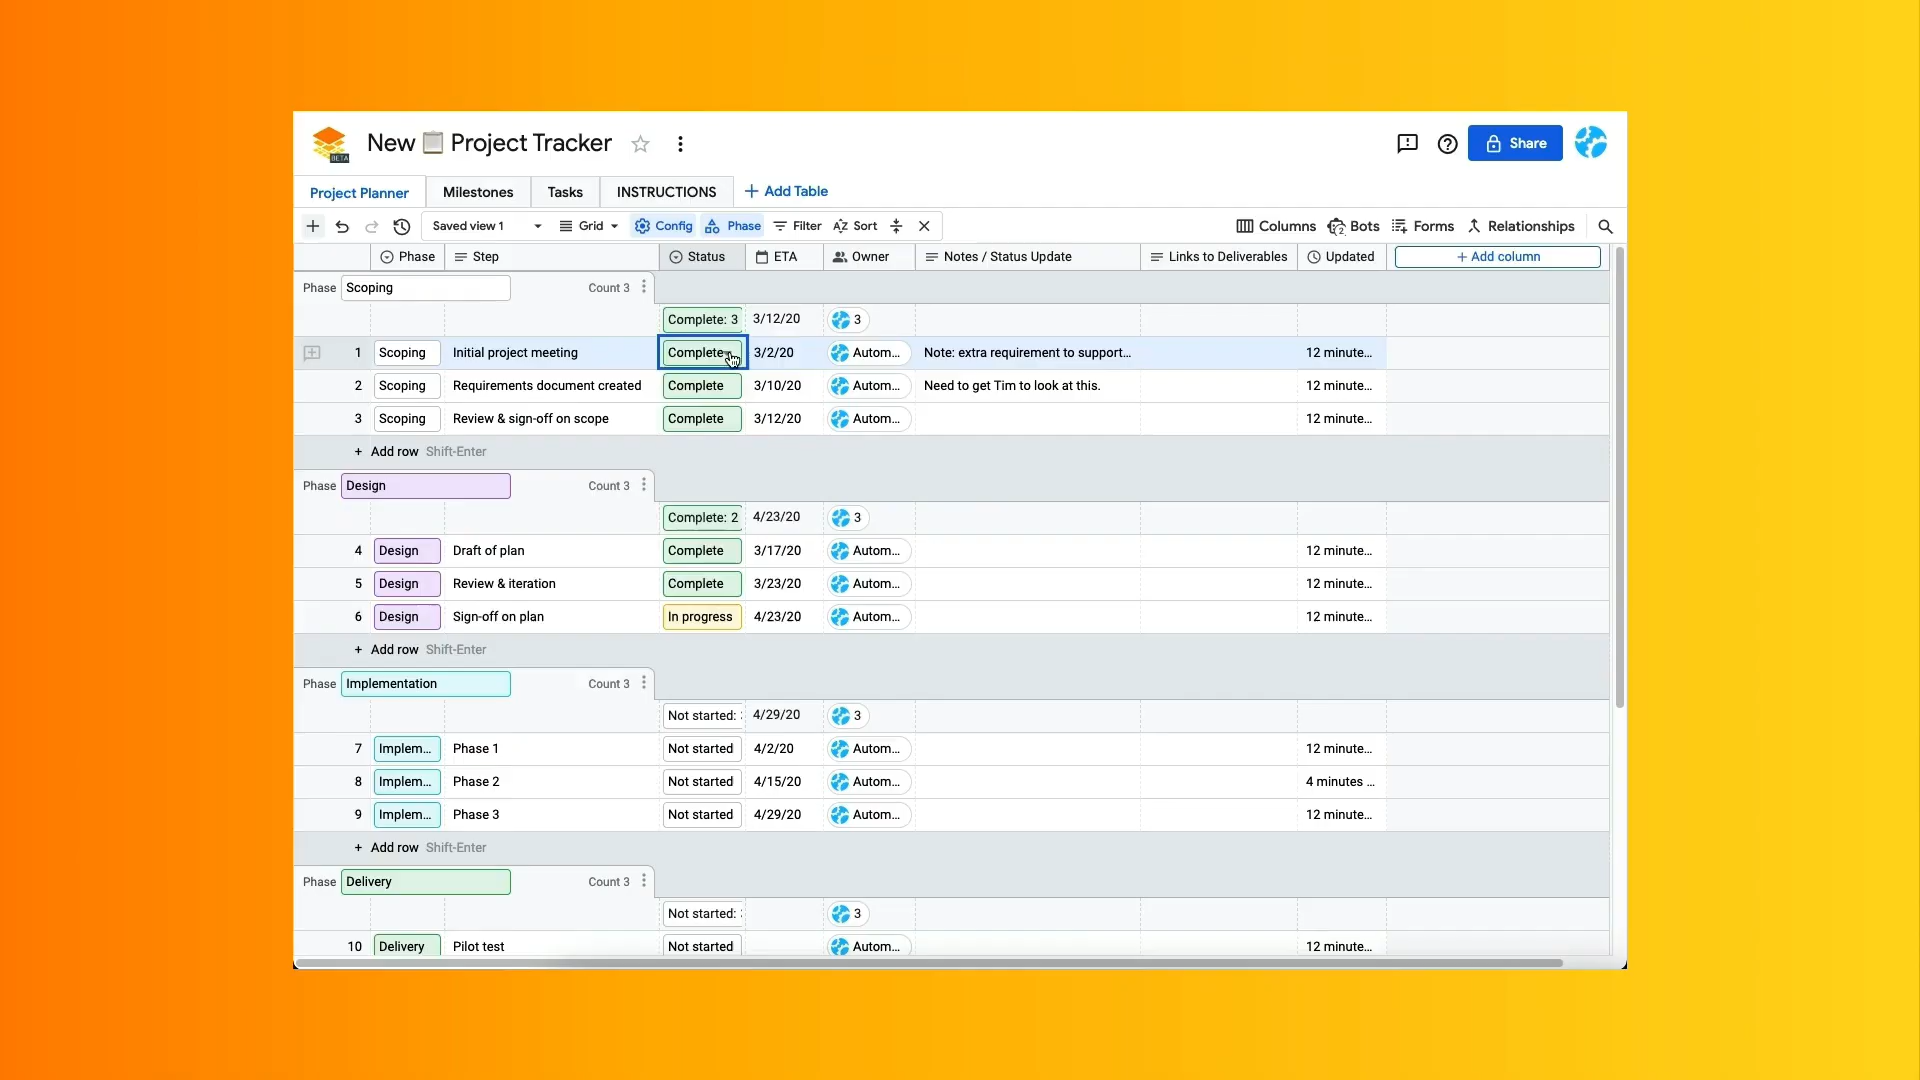 BETA
New 📋 Project Tracker
Share
Project Planner Milestones Tasks INSTRUCTIONS + Add Table
Saved view 1 Grid Config Phase Filter Sort Columns Bots Forms Relationships
Phase Step Status ETA Owner Notes / Status Update Links to Deliverables Updated + Add column
Phase Scoping Count 3
Complete: 3 3/12/20 3
1 Scoping Initial project meeting Complete 3/2/20 Autom... Note: extra requirement to support... 12 minute...
2 Scoping Requirements document created Complete 3/10/20 Autom... Need to get Tim to look at this. 12 minute...
3 Scoping Review & sign-off on scope Complete 3/12/20 Autom... 12 minute...
+ Add row Shift-Enter
Phase Design Count 3
Complete: 2 4/23/20 3
4 Design Draft of plan Complete 3/17/20 Autom... 12 minute...
5 Design Review & iteration Complete 3/23/20 Autom... 12 minute...
6 Design Sign-off on plan In progress 4/23/20 Autom... 12 minute...
+ Add row Shift-Enter
Phase Implementation Count 3
Not started: 4/29/20 3
7 Implem... Phase 1 Not started 4/2/20 Autom... 12 minute...
8 Implem... Phase 2 Not started 4/15/20 Autom... 4 minutes ...
9 Implem... Phase 3 Not started 4/29/20 Autom... 12 minute...
+ Add row Shift-Enter
Phase Delivery Count 3
Not started: 3
10 Delivery Pilot test Not started Autom... 12 minute...